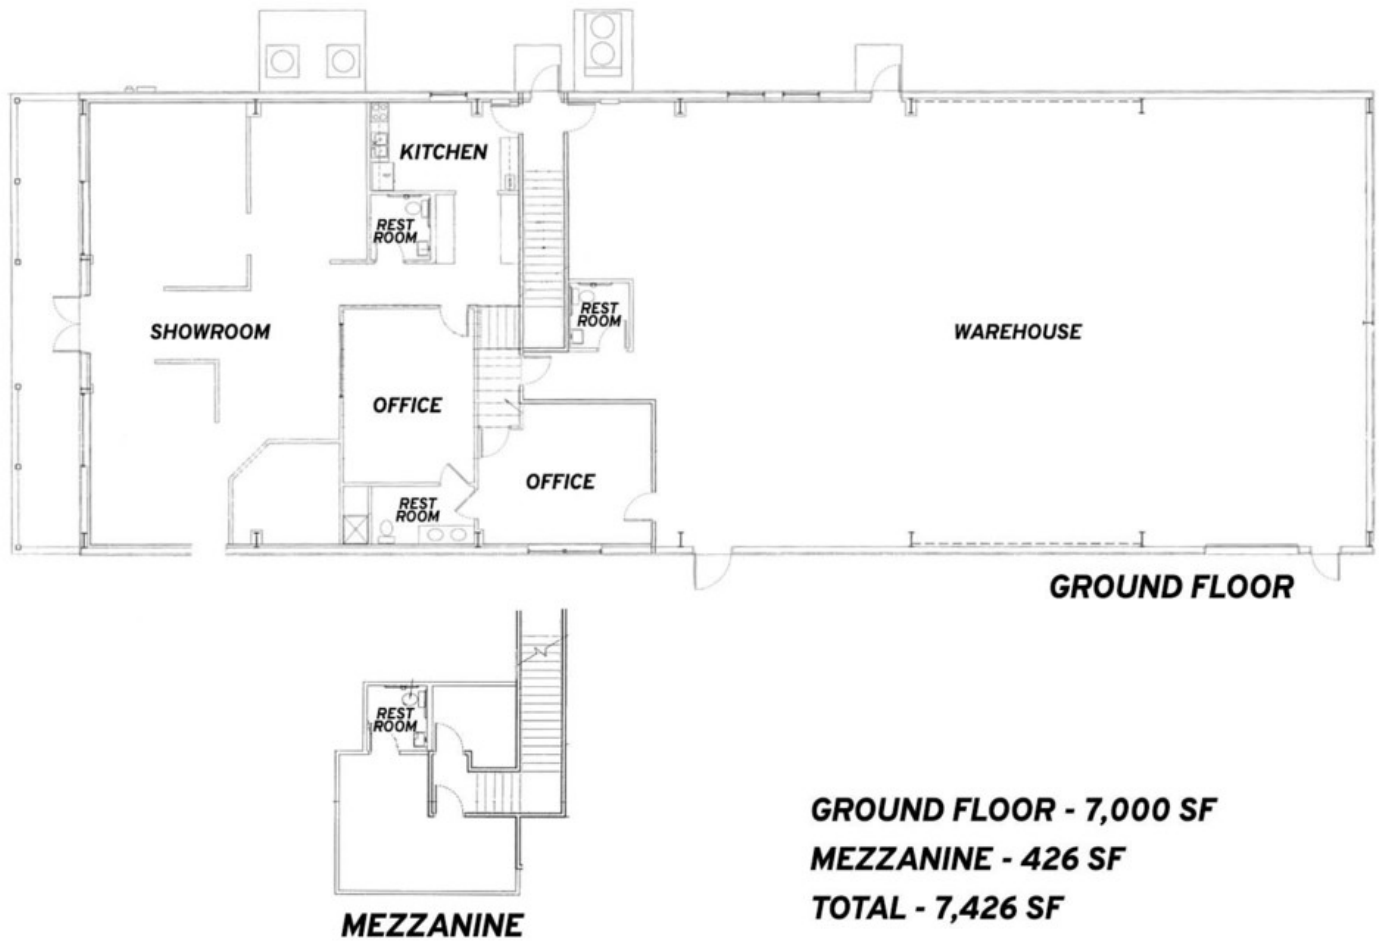 KITCHEN
REST
ROOM
REST
ROOM
SHOWROOM
WAREHOUSE
OFFICE
OFFICE
REST
ROOM
GROUND FLOOR
REST
ROOM
MEZZANINE
GROUND FLOOR - 7,000 SF
MEZZANINE - 426 SF
TOTAL - 7,426 SF